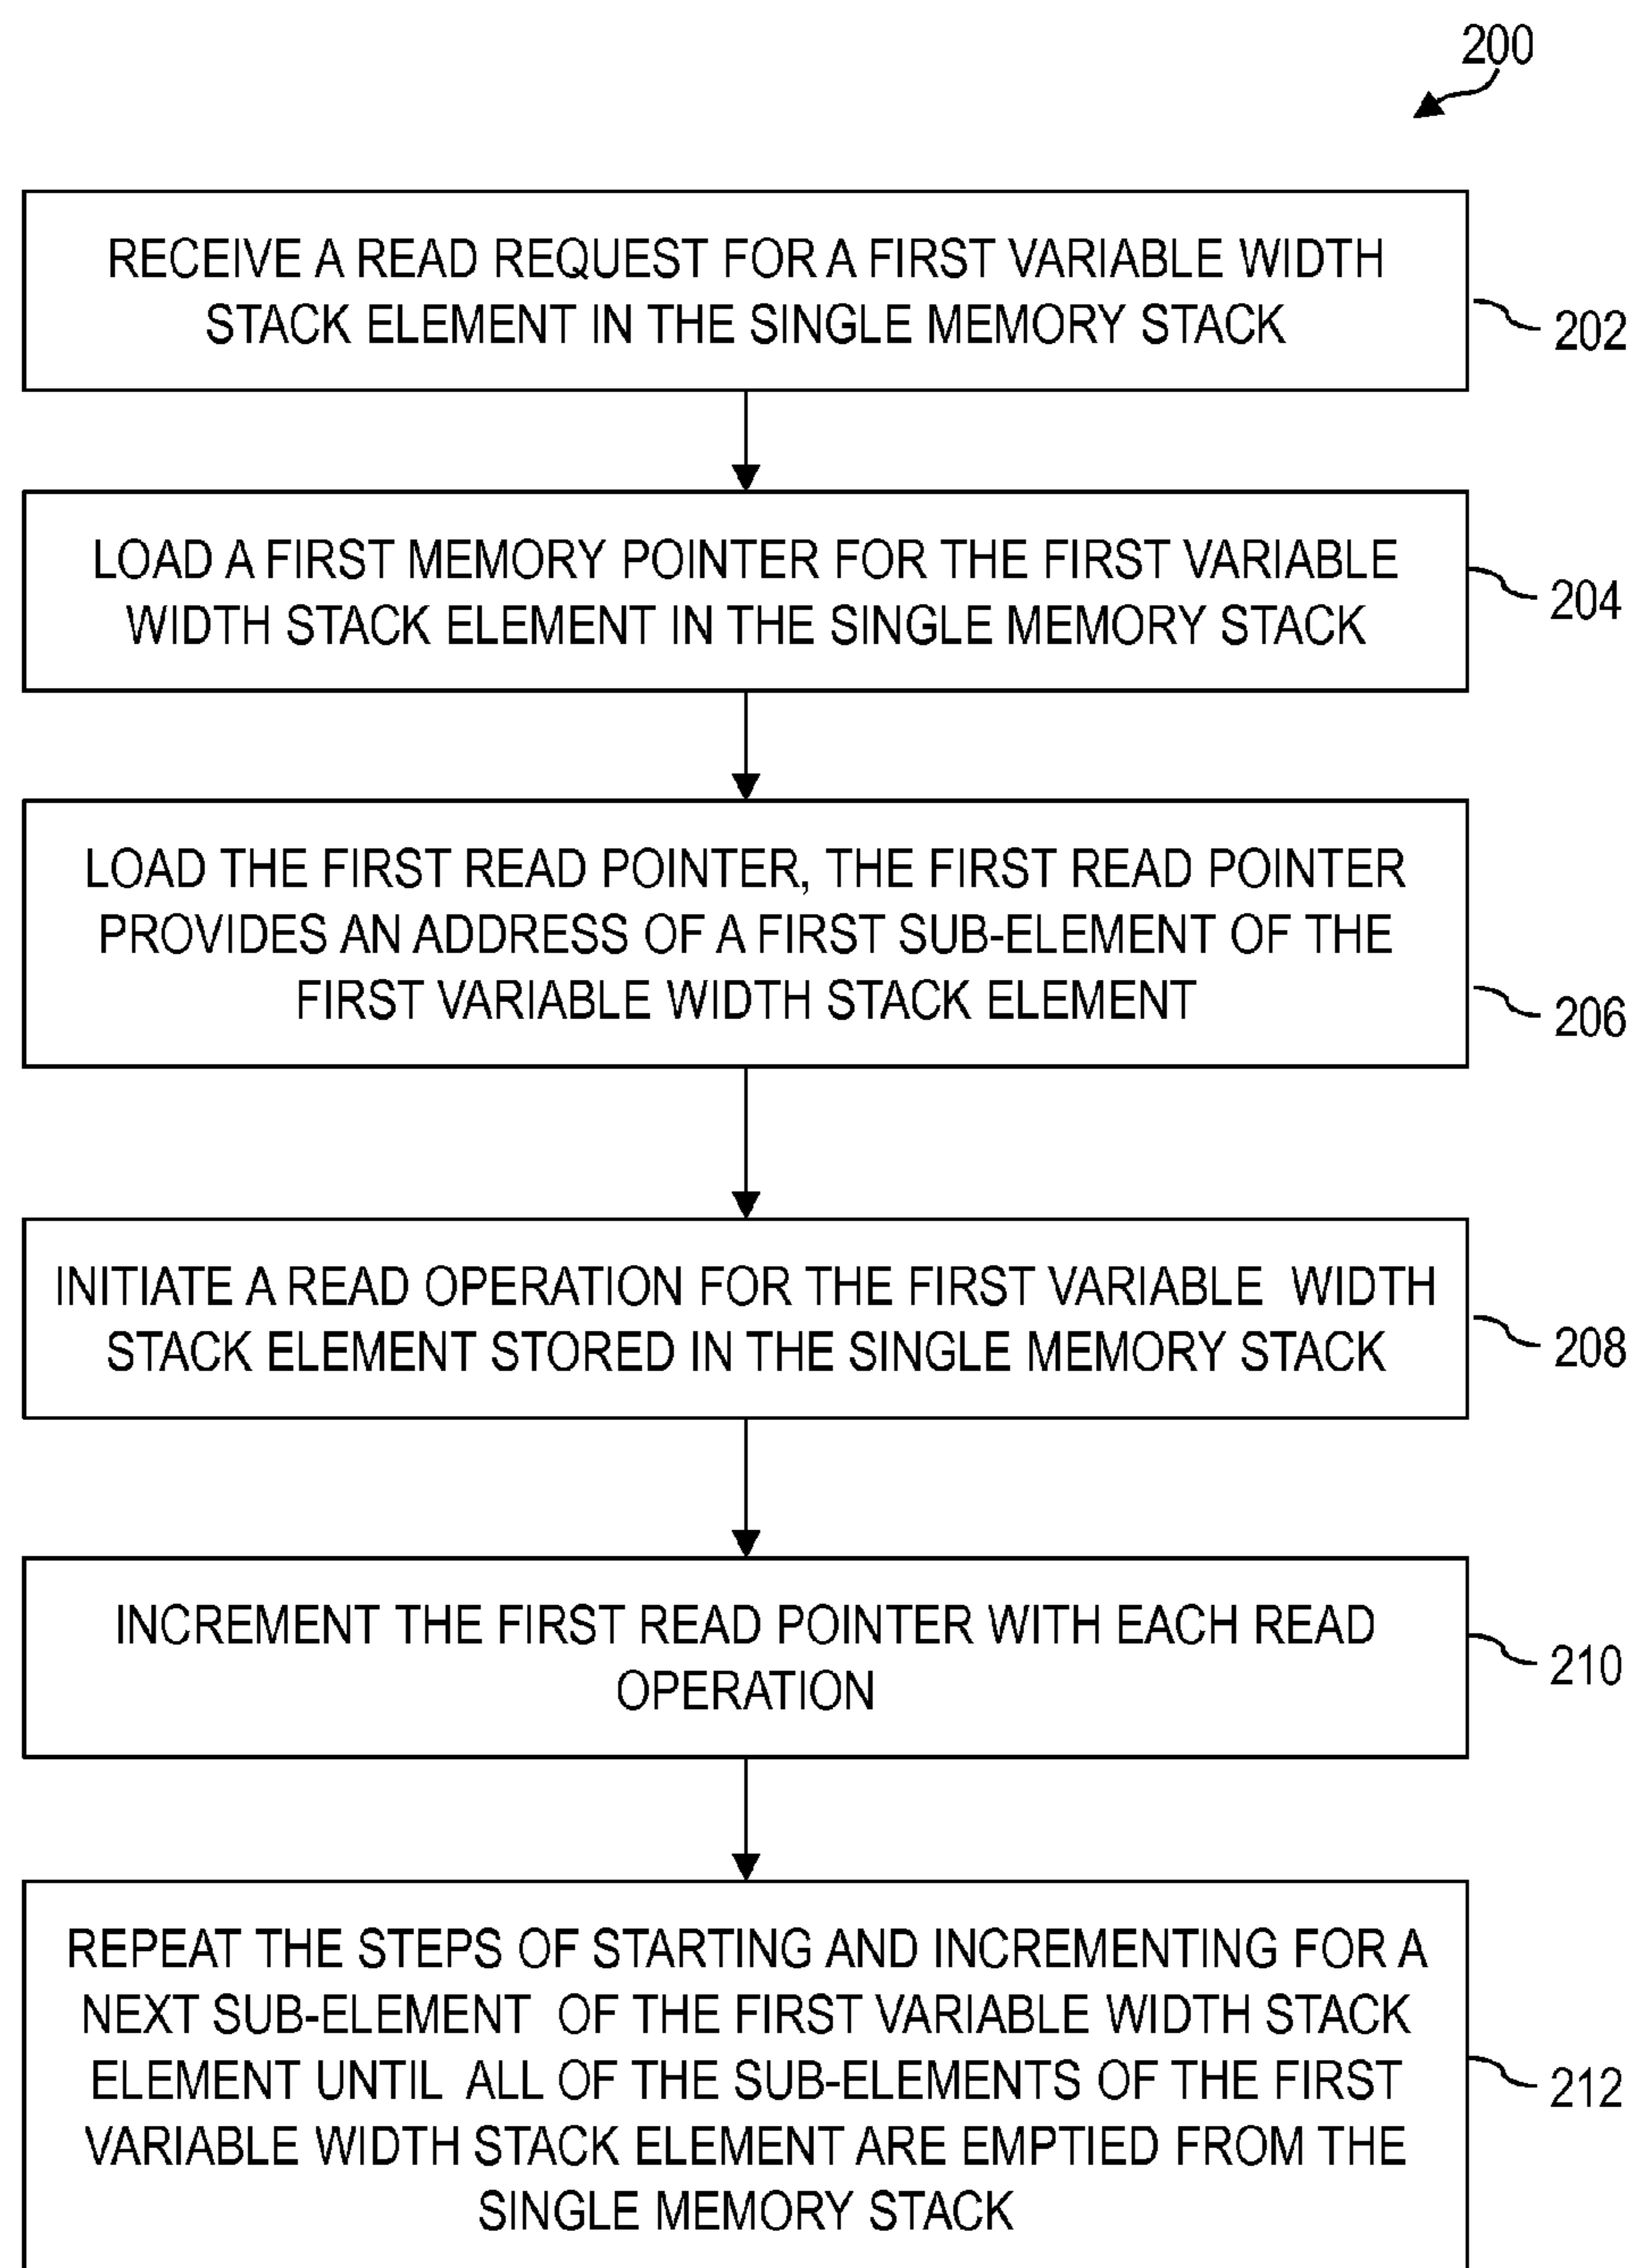 200
RECEIVE A READ REQUEST FOR A FIRST VARIABLE WIDTH
STACK ELEMENT IN THE SINGLE MEMORY STACK
202
LOAD A FIRST MEMORY POINTER FOR THE FIRST VARIABLE
WIDTH STACK ELEMENT IN THE SINGLE MEMORY STACK
204
LOAD THE FIRST READ POINTER, THE FIRST READ POINTER
PROVIDES AN ADDRESS OF A FIRST SUB-ELEMENT OF THE
FIRST VARIABLE WIDTH STACK ELEMENT
206
INITIATE A READ OPERATION FOR THE FIRST VARIABLE WIDTH
STACK ELEMENT STORED IN THE SINGLE MEMORY STACK
208
INCREMENT THE FIRST READ POINTER WITH EACH READ
OPERATION
210
REPEAT THE STEPS OF STARTING AND INCREMENTING FOR A
NEXT SUB-ELEMENT OF THE FIRST VARIABLE WIDTH STACK
ELEMENT UNTIL ALL OF THE SUB-ELEMENTS OF THE FIRST
VARIABLE WIDTH STACK ELEMENT ARE EMPTIED FROM THE
SINGLE MEMORY STACK
212